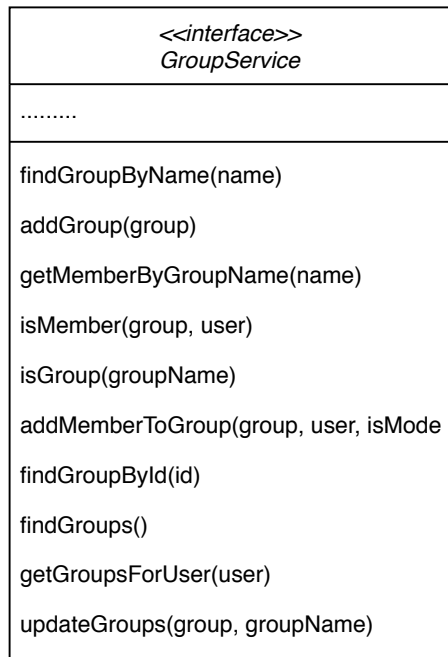 <<interface>>
GroupService
.........
findGroupByName(name)
addGroup(group)
getMemberByGroupName(name)
isMember(group, user)
isGroup(groupName)
addMemberToGroup(group, user, isMode
findGroupById(id)
findGroups()
getGroupsForUser(user)
updateGroups(group, groupName)